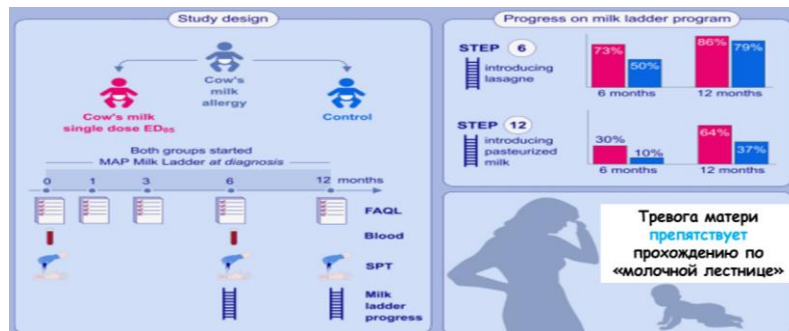 Study design
Cow's
milk
allergy
Cow's milk
single dose ED05
Control
Both groups started
MAP Milk Ladder at diagnosis
0 1 3 6 12 months
FAQL
Blood
SPT
Milk
ladder
progress
Progress on milk ladder program
STEP 6
introducing
lasagne
73% 50% 86% 79%
6 months 12 months
STEP 12
introducing
pasteurized
milk
30% 10% 64% 37%
6 months 12 months
Тревога матери
препятствует
прохождению по
«молочной лестнице»